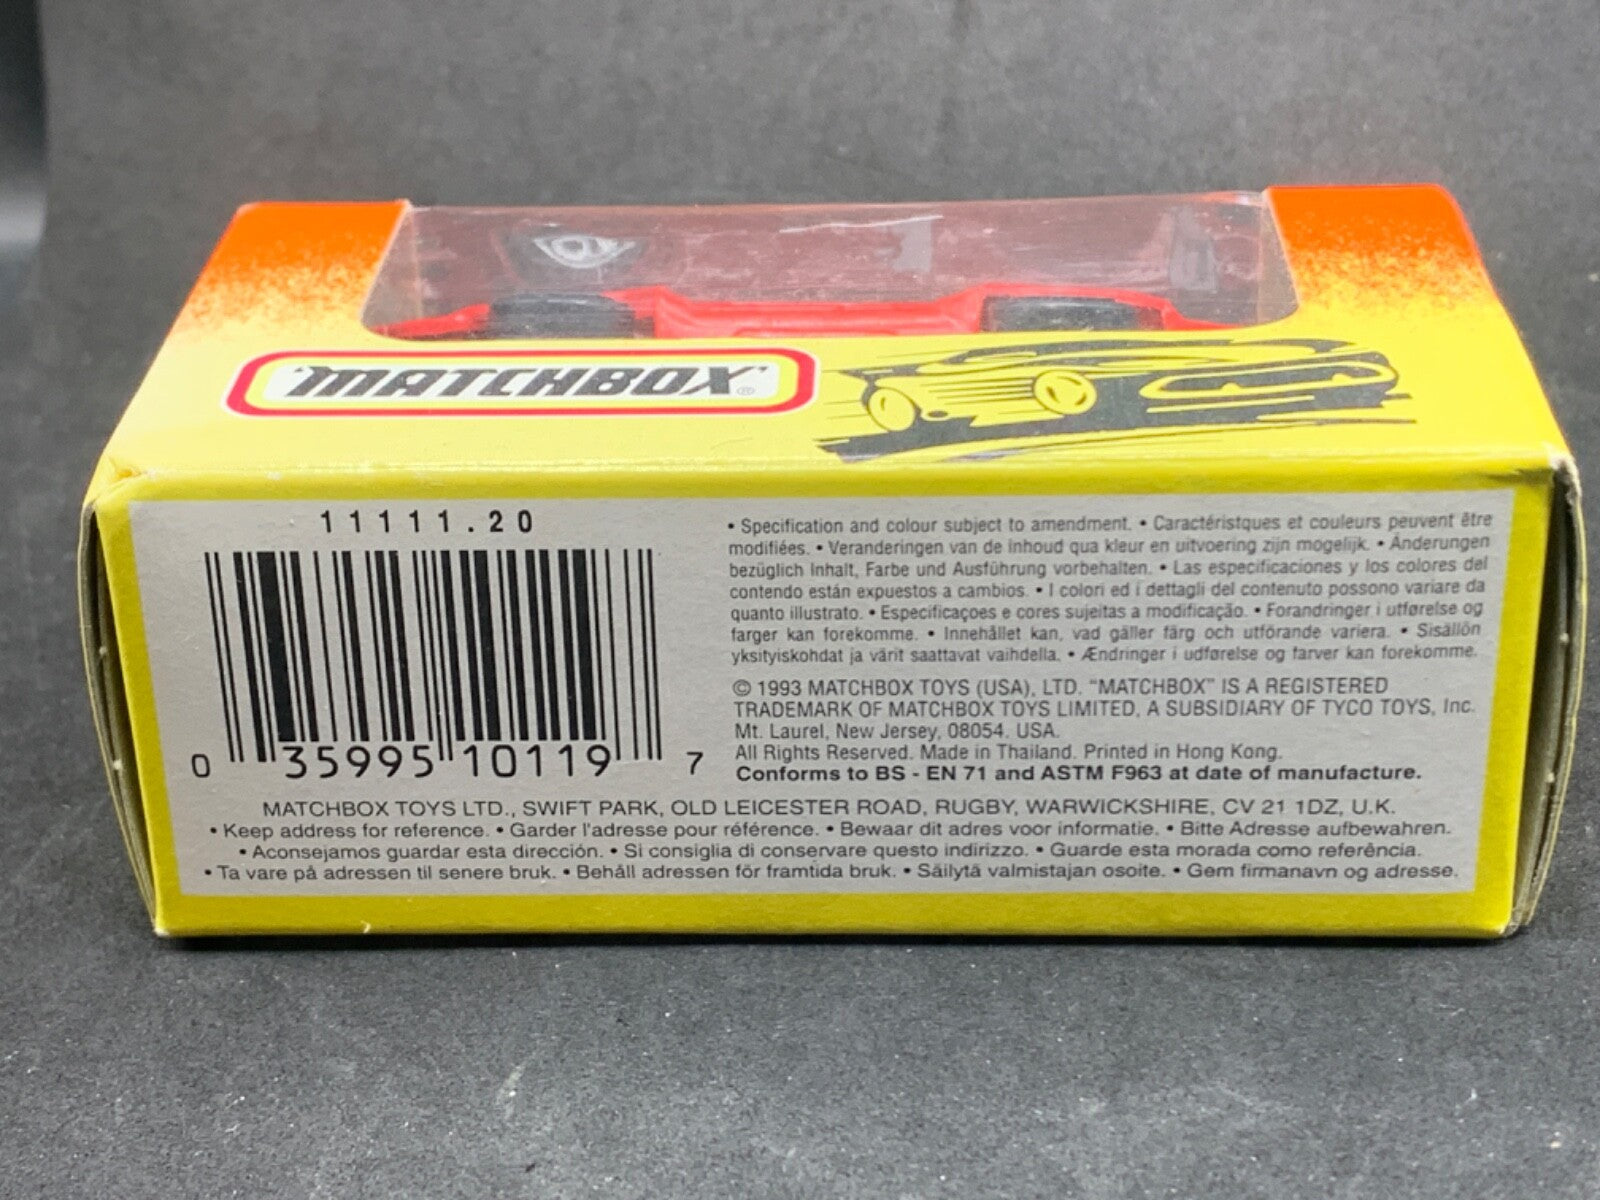 "MATCHBOX"®
11111.20
0 35995 10119 7
• Specification and colour subject to amendment. • Caractéristques et couleurs peuvent être
modifiées. • Veranderingen van de inhoud qua kleur en uitvoering zijn mogelijk. • Änderungen
bezüglich Inhalt, Farbe und Ausführung vorbehalten. • Las especificaciones y los colores del
contendo están expuestos a cambios. • I colori ed i dettagli del contenuto possono variare da
quanto illustrato. • Especificaçoes e cores sujeitas a modificação. • Forandringer i utførelse og
farger kan forekomme. • Innehållet kan, vad gäller färg och utförande variera. • Sisällön
yksityiskohdat ja värit saattavat vaihdella. • Ændringer i udførelse og farver kan forekomme.
© 1993 MATCHBOX TOYS (USA), LTD. "MATCHBOX" IS A REGISTERED
TRADEMARK OF MATCHBOX TOYS LIMITED, A SUBSIDIARY OF TYCO TOYS, Inc.
Mt. Laurel, New Jersey, 08054. USA.
All Rights Reserved. Made in Thailand. Printed in Hong Kong.
Conforms to BS - EN 71 and ASTM F963 at date of manufacture.
MATCHBOX TOYS LTD., SWIFT PARK, OLD LEICESTER ROAD, RUGBY, WARWICKSHIRE, CV 21 1DZ, U.K.
• Keep address for reference. • Garder l'adresse pour référence. • Bewaar dit adres voor informatie. • Bitte Adresse aufbewahren.
• Aconsejamos guardar esta dirección. • Si consiglia di conservare questo indirizzo. • Guarde esta morada como referência.
• Ta vare på adressen til senere bruk. • Behåll adressen för framtida bruk. • Säilytä valmistajan osoite. • Gem firmanavn og adresse.